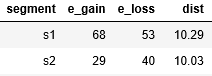 segment e_gain e_loss dist
s1 68 53 10.29
s2 29 40 10.03